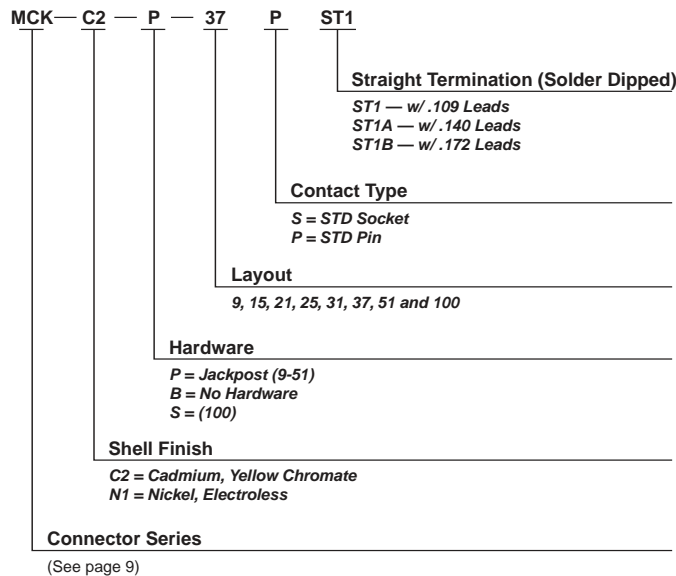 MCK — C2 — P — 37 P ST1
Straight Termination (Solder Dipped)
ST1 — w/ .109 Leads
ST1A — w/ .140 Leads
ST1B — w/ .172 Leads
Contact Type
S = STD Socket
P = STD Pin
Layout
9, 15, 21, 25, 31, 37, 51 and 100
Hardware
P = Jackpost (9-51)
B = No Hardware
S = (100)
Shell Finish
C2 = Cadmium, Yellow Chromate
N1 = Nickel, Electroless
Connector Series
(See page 9)